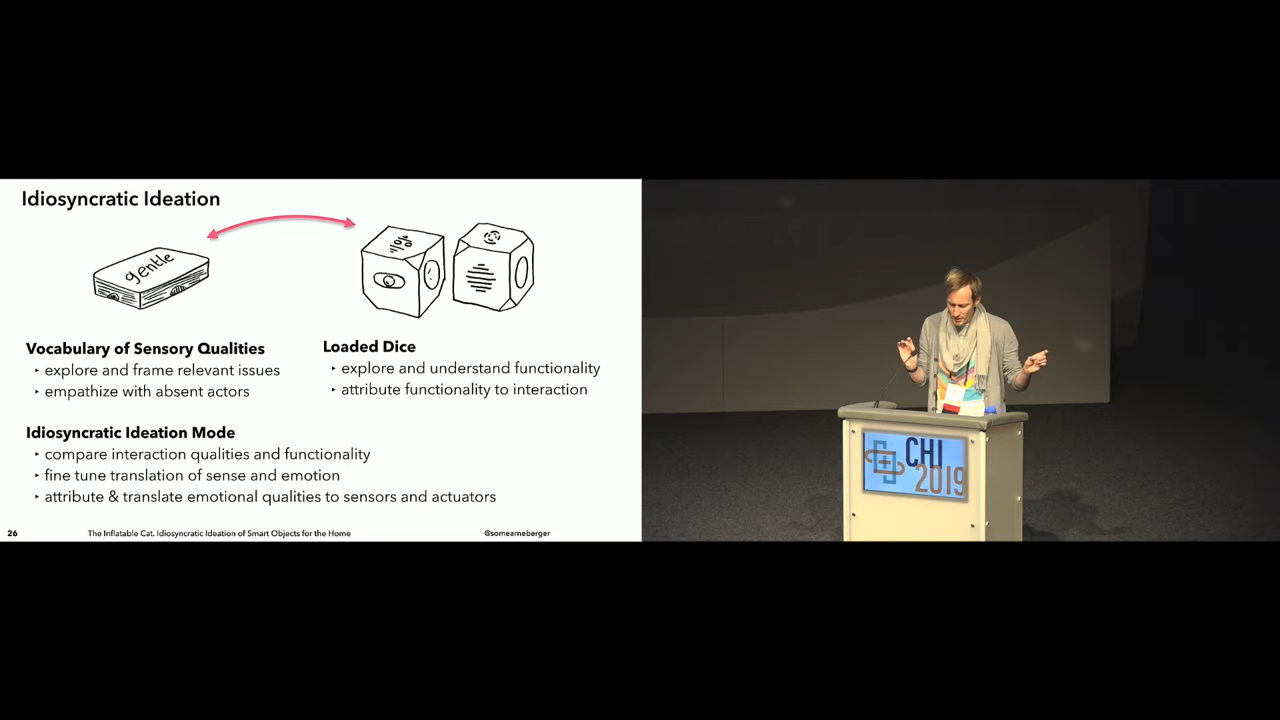 Idiosyncratic Ideation
gentle
Vocabulary of Sensory Qualities
‣ explore and frame relevant issues
‣ empathize with absent actors
Loaded Dice
‣ explore and understand functionality
‣ attribute functionality to interaction
Idiosyncratic Ideation Mode
‣ compare interaction qualities and functionality
‣ fine tune translation of sense and emotion
‣ attribute & translate emotional qualities to sensors and actuators
26
The Inflatable Cat. Idiosyncratic Ideation of Smart Objects for the Home
@somearneberger
CHI
2019